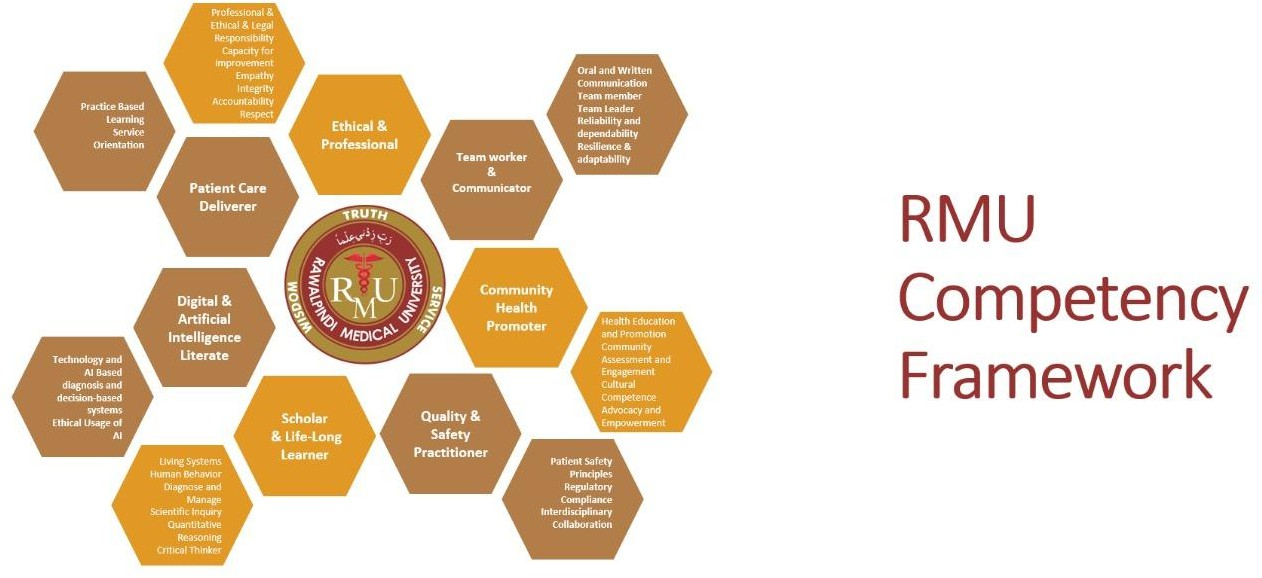 Professional &
Ethical & Legal
Responsibility
Capacity for
Improvement
Empathy
Integrity
Accountability
Respect
Ethical &
Professional
Oral and Written
Communication
Team member
Team Leader
Reliability and
dependability
Resilience &
adaptability
Team worker
&
Communicator
Practice Based
Learning
Service
Orientation
Patient Care
Deliverer
TRUTH
رَبِّ زِدْنِي عِلْمًا
RMU
RAWALPINDI MEDICAL UNIVERSITY
WISDOM
SERVICE
Community
Health
Promoter
Health Education
and Promotion
Community
Assessment and
Engagement
Cultural
Competence
Advocacy and
Empowerment
Digital &
Artificial
Intelligence
Literate
Technology and
AI Based
diagnosis and
decision-based
systems
Ethical Usage of
AI
Scholar
& Life-Long
Learner
Living Systems
Human Behavior
Diagnose and
Manage
Scientific Inquiry
Quantitative
Reasoning
Critical Thinker
Quality &
Safety
Practitioner
Patient Safety
Principles
Regulatory
Compliance
Interdisciplinary
Collaboration
RMU
Competency
Framework